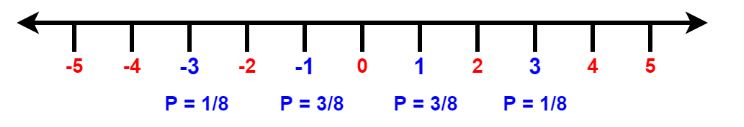 -5 -4 -3 -2 -1 0 1 2 3 4 5
P = 1/8 P = 3/8 P = 3/8 P = 1/8